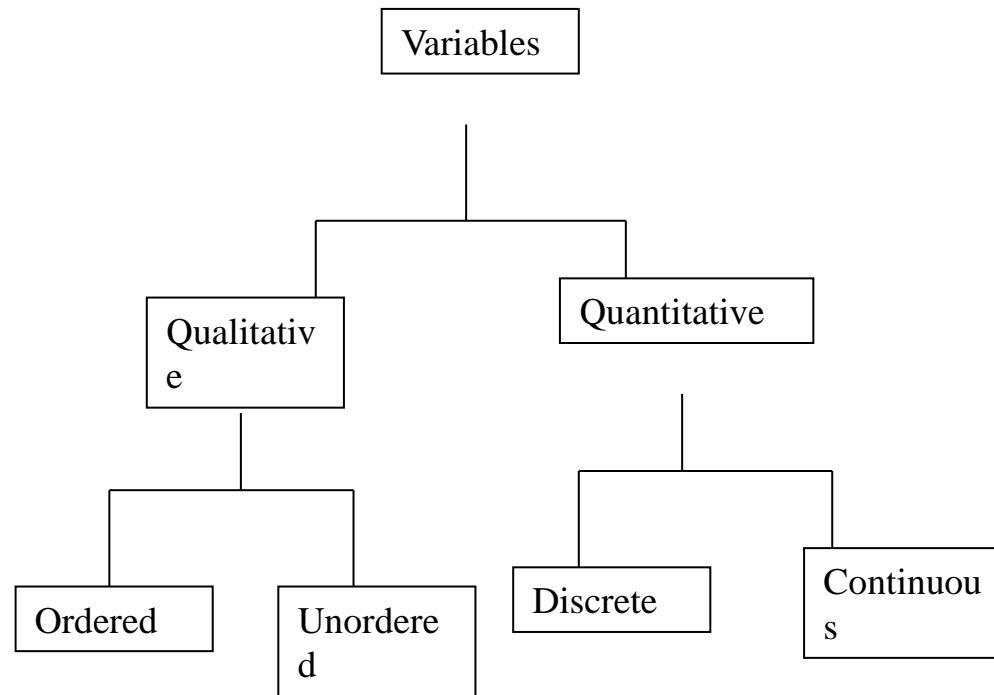 Variables
Qualitativ
e
Quantitative
Ordered
Unordere
d
Discrete
Continuou
s